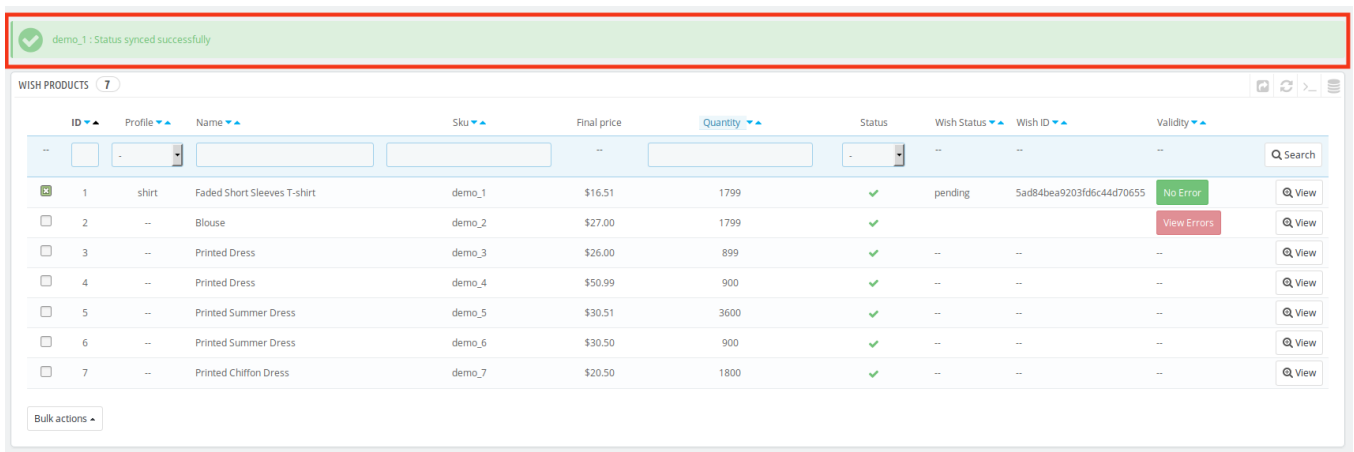 demo_1 : Status synced successfully
WISH PRODUCTS 7
ID Profile Name Sku Final price Quantity Status Wish Status Wish ID Validity
-- - -- - -- -- -- Search
1 shirt Faded Short Sleeves T-shirt demo_1 $16.51 1799 pending 5ad84bea9203fd6c44d70655 No Error View
2 -- Blouse demo_2 $27.00 1799 View Errors View
3 -- Printed Dress demo_3 $26.00 899 -- -- -- View
4 -- Printed Dress demo_4 $50.99 900 -- -- -- View
5 -- Printed Summer Dress demo_5 $30.51 3600 -- -- -- View
6 -- Printed Summer Dress demo_6 $30.50 900 -- -- -- View
7 -- Printed Chiffon Dress demo_7 $20.50 1800 -- -- -- View
Bulk actions